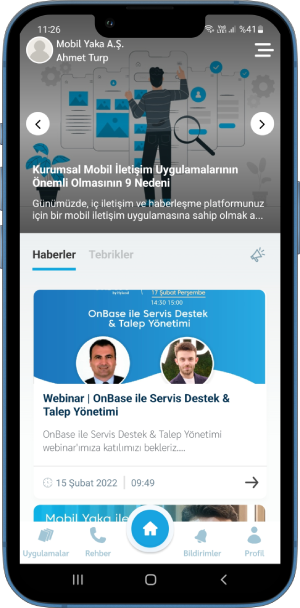 11:26
%41
Mobil Yaka A.Ş.
Ahmet Turp
Kurumsal Mobil İletişim Uygulamalarının
Önemli Olmasının 9 Nedeni
Günümüzde, iç iletişim ve haberleşme platformunuz
için bir mobil iletişim uygulamasına sahip olmak a...
Haberler
Tebrikler
17 Şubat Perşembe
14:30 15:00
OnBase ile Servis Destek
& Talep Yönetimi
Webinar | OnBase ile Servis Destek &
Talep Yönetimi
OnBase ile Servis Destek & Talep Yönetimi
webinar'ımıza katılımızı bekleriz....
15 Şubat 2022 | 09:49
Mobil Yaka ile
Uygulamalar
Rehber
Bildirimler
Profil